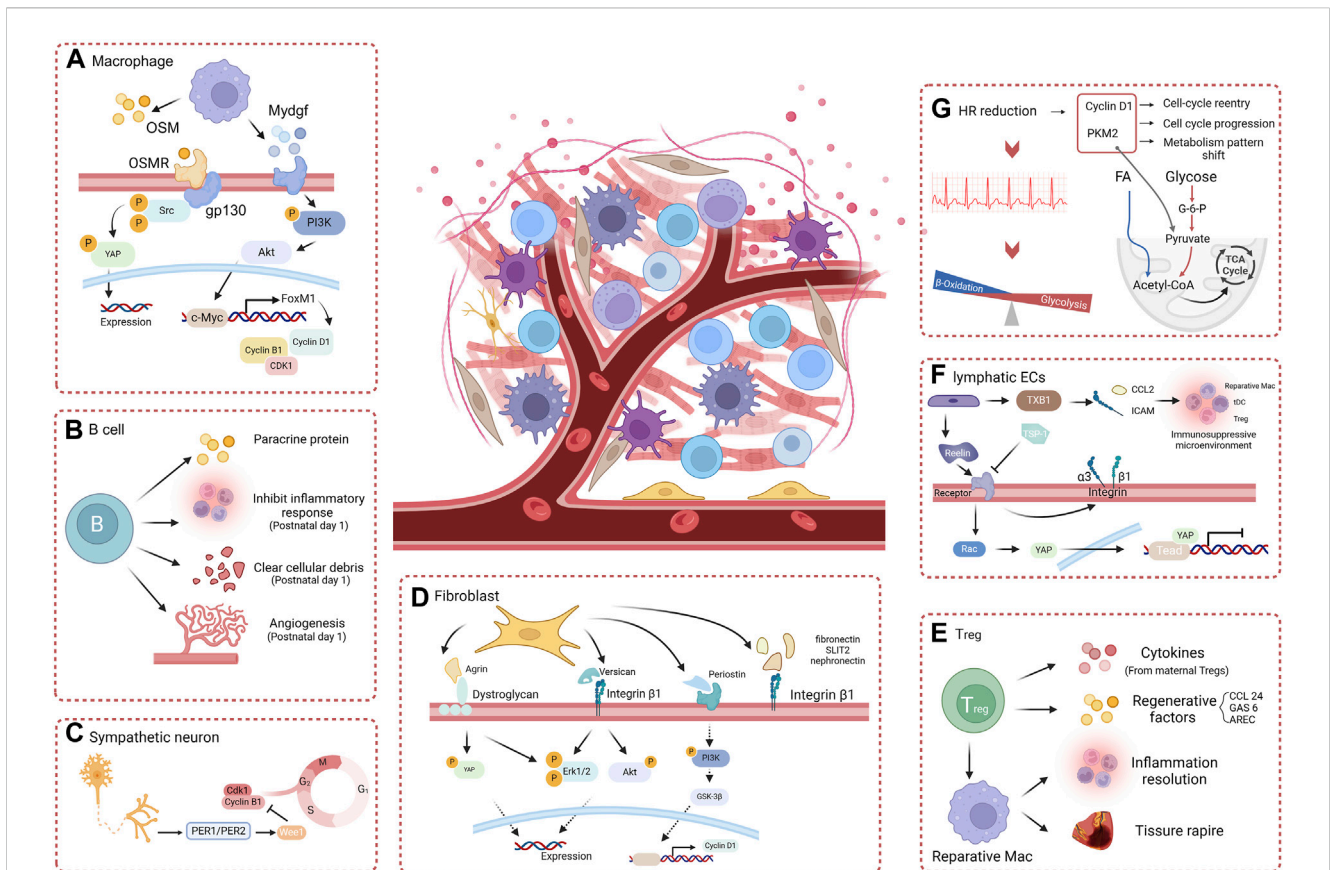 A Macrophage
OSM
Mydgf
OSMR
gp130
P
P
Src
P
PI3K
P
YAP
Akt
Expression
c-Myc
FoxM1
Cyclin D1
Cyclin B1
CDK1
B B cell
B
Paracrine protein
Inhibit inflammatory
response
(Postnatal day 1)
Clear cellular debris
(Postnatal day 1)
Angiogenesis
(Postnatal day 1)
C Sympathetic neuron
Cdk1
Cyclin B1
M
G2
G1
S
PER1/PER2
Wee1
D Fibroblast
Agrin
Dystroglycan
Versican
Integrin β1
Periostin
fibronectin
SLIT2
nephronectin
Integrin β1
P
YAP
P
P
Erk1/2
Akt
P
P
PI3K
GSK-3β
Expression
Cyclin D1
G HR reduction
Cyclin D1
PKM2
Cell-cycle reentry
Cell cycle progression
Metabolism pattern
shift
FA
Glycose
G-6-P
Pyruvate
Acetyl-CoA
TCA
Cycle
β-Oxidation
Glycolysis
F lymphatic ECs
TXB1
CCL2
ICAM
Reparative Mac
tDC
Treg
Immunosuppressive
microenvironment
TSP-1
Reelin
Receptor
α3
β1
Integrin
Rac
YAP
YAP
Tead
E Treg
Treg
Cytokines
(From maternal Tregs)
Regenerative
factors
CCL 24
GAS 6
AREC
Inflammation
resolution
Tissure rapire
Reparative Mac